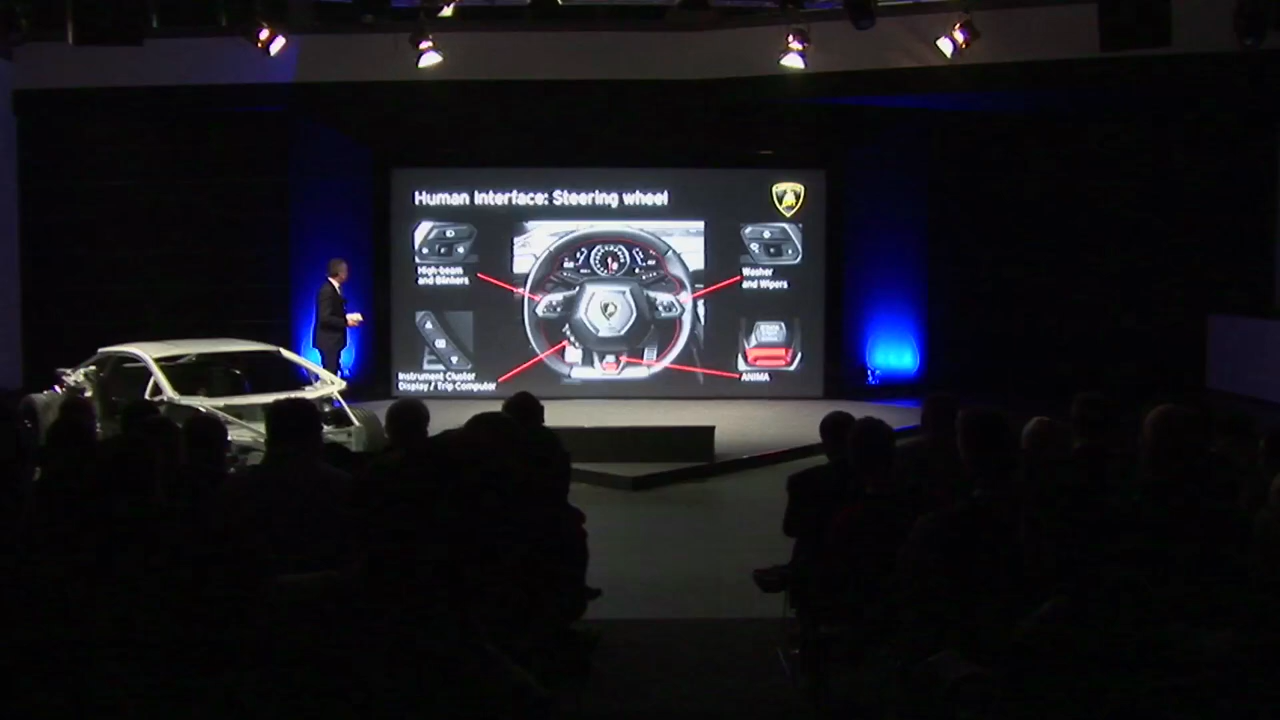 Human Interface: Steering wheel
High-beam
and Blinkers
Washer
and Wipers
Instrument Cluster
Display / Trip Computer
ANIMA